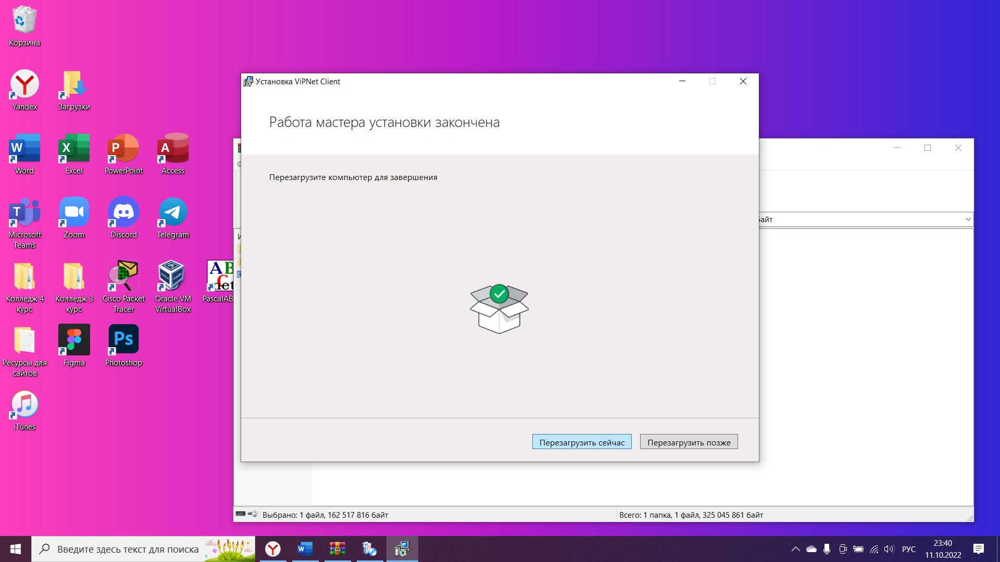 Корзина
Yandex
Загрузки
Word
Excel
PowerPoint
Access
Microsoft
Teams
Zoom
Discord
Telegram
Колледж 4
курс
Колледж 3
курс
Cisco Packet
Tracer
Oracle VM
VirtualBox
PascalAB
Ресурсы для
сайтов
Figma
Photoshop
iTunes
Установка ViPNet Client
Работа мастера установки закончена
Перезагрузите компьютер для завершения
Перезагрузить сейчас
Перезагрузить позже
байт
Выбрано: 1 файл, 162 517 816 байт
Всего: 1 папка, 1 файл, 325 045 861 байт
Введите здесь текст для поиска
РУС
23:40
11.10.2022